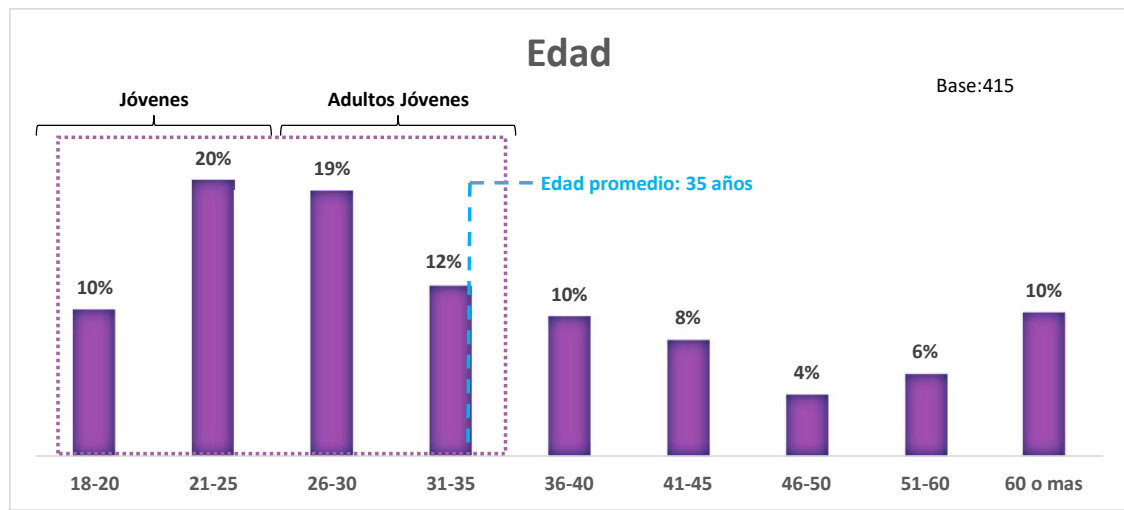 Edad
Base:415
Jóvenes
Adultos Jóvenes
20%
19%
Edad promedio: 35 años
12%
10%
10%
8%
4%
6%
10%
18-20
21-25
26-30
31-35
36-40
41-45
46-50
51-60
60 o mas